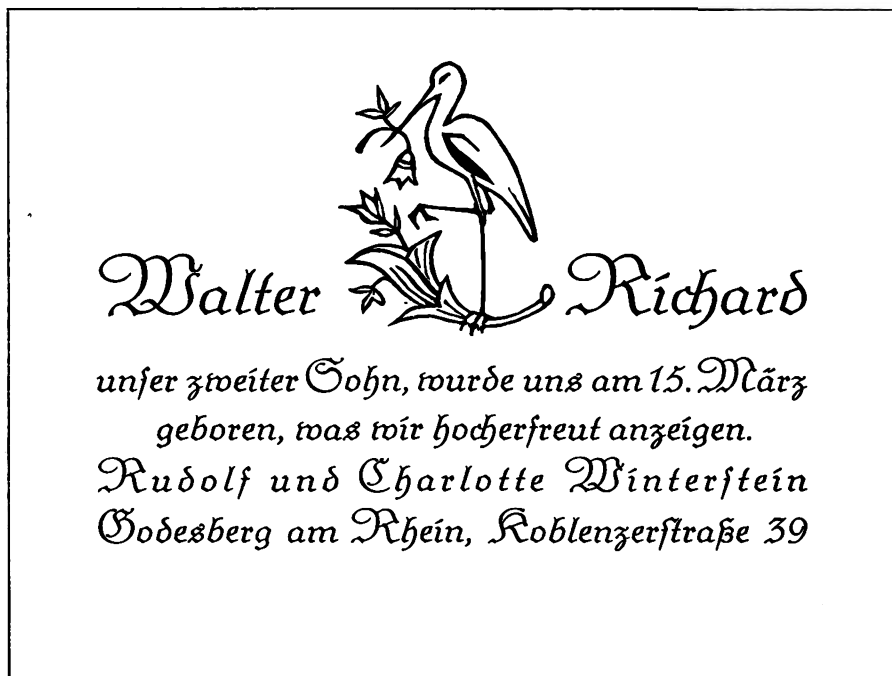 Walter Richard
unſer zweiter Sohn, wurde uns am 15. März
geboren, was wir hocherfreut anzeigen.
Rudolf und Charlotte Winterſtein
Godesberg am Rhein, Koblenzerſtraße 39